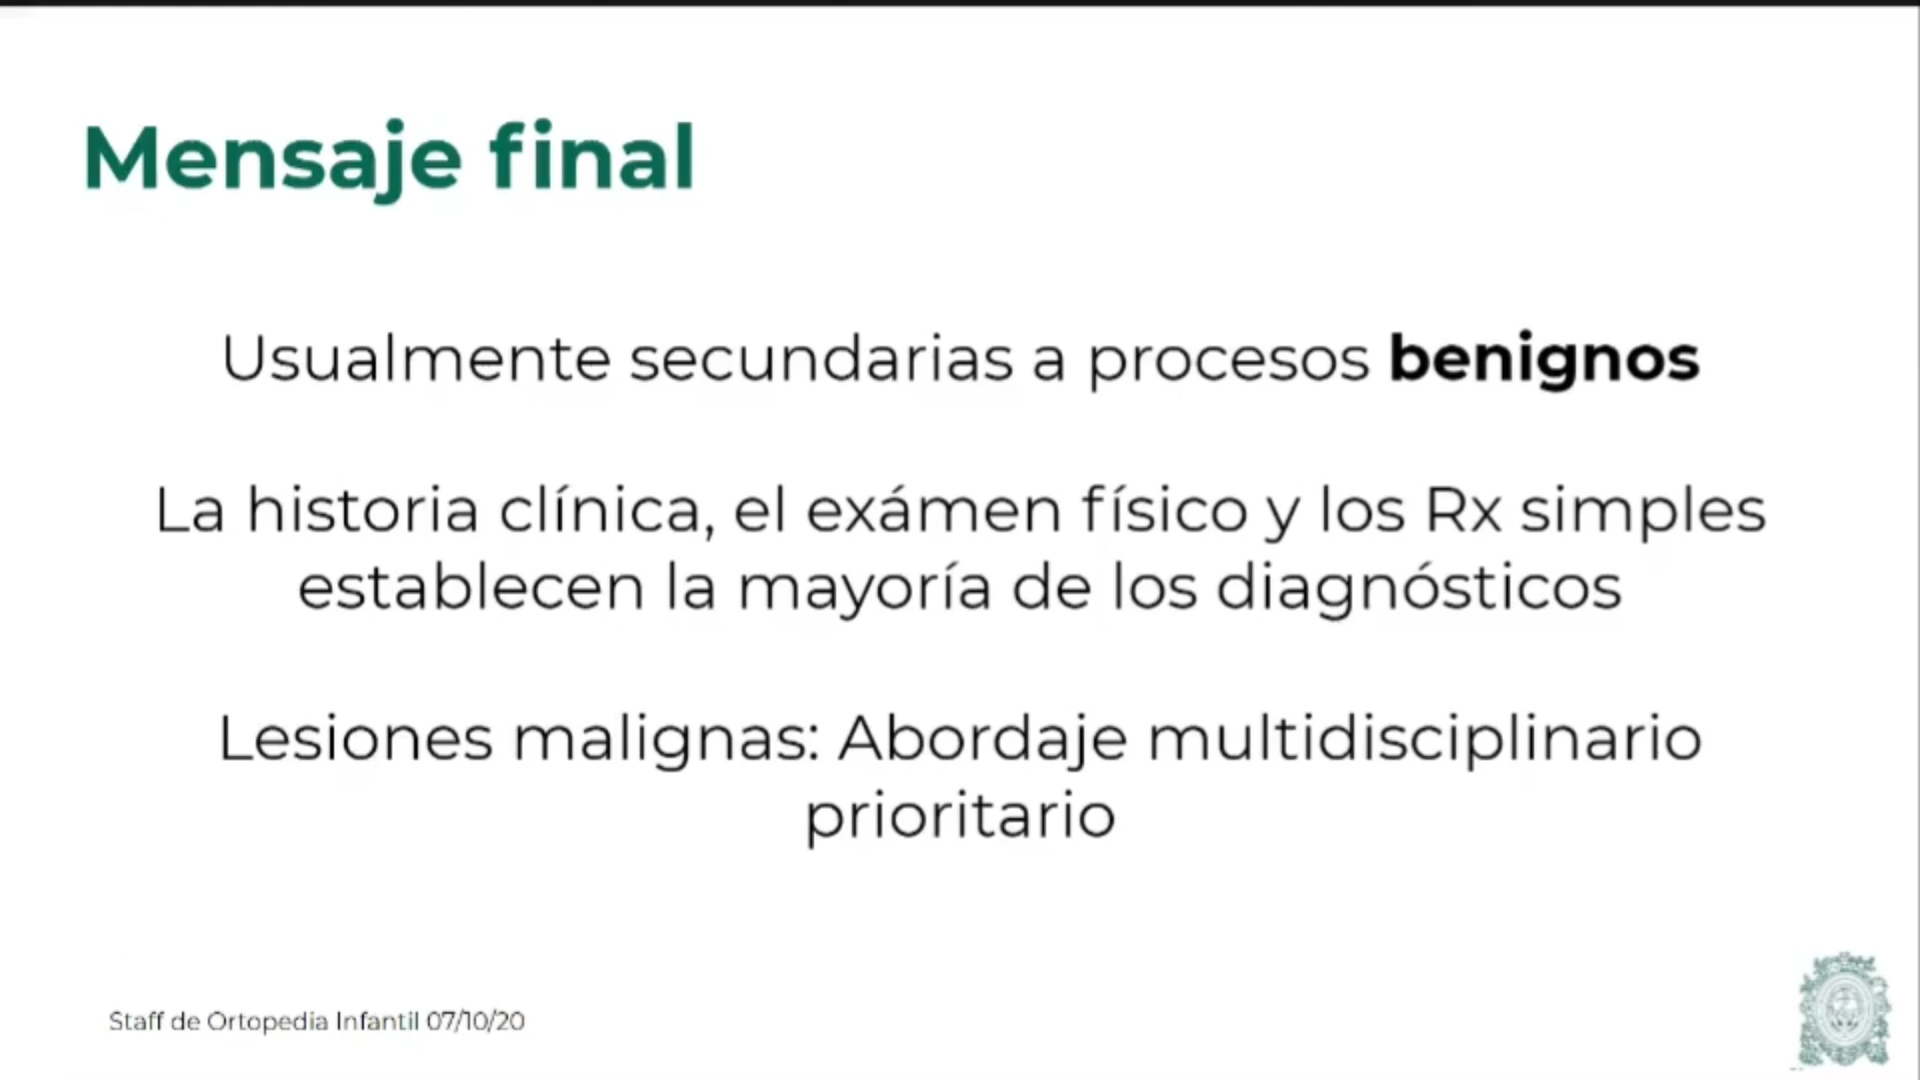 Mensaje final
Usualmente secundarias a procesos benignos
La historia clínica, el exámen físico y los Rx simples
establecen la mayoría de los diagnósticos
Lesiones malignas: Abordaje multidisciplinario
prioritario
Staff de Ortopedia Infantil 07/10/20